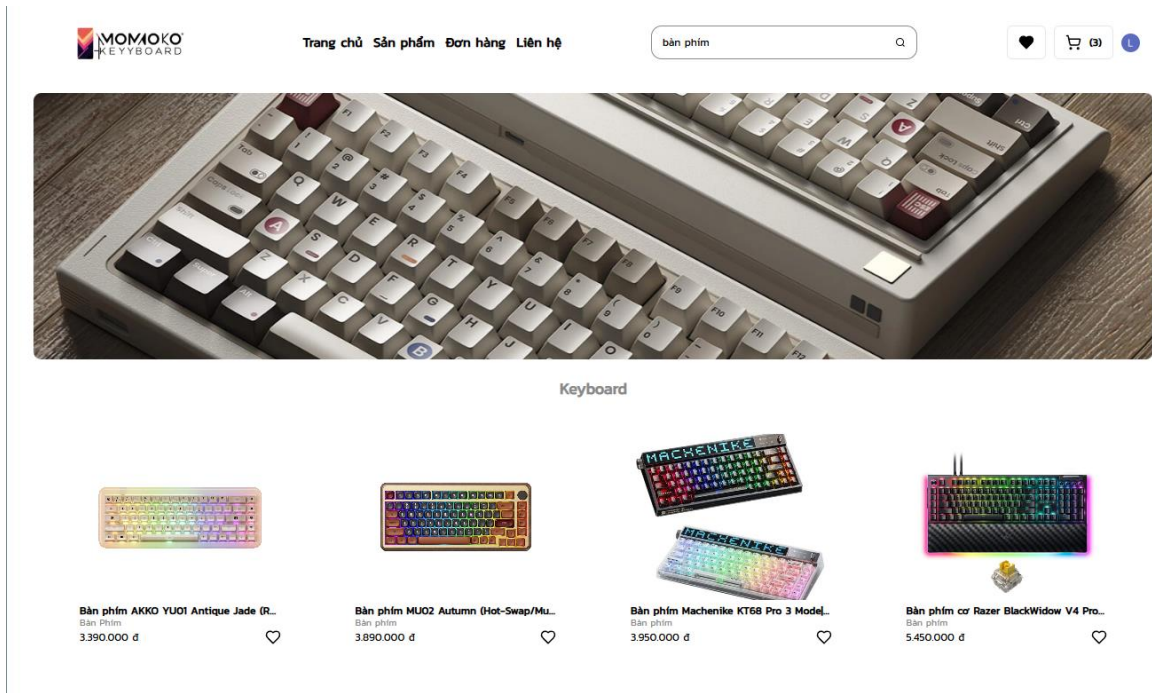 MOMOKO
KEYYBOARD
Trang chủ Sản phẩm Đơn hàng Liên hệ
bàn phím
(3)
L
Keyboard
MACHENIKE
MACHENIKE
Bàn phím AKKO YU01 Antique Jade (R...
Bàn Phím
3.390.000 đ
Bàn phím MU02 Autumn (Hot-Swap/Mu...
Bàn phím
3.890.000 đ
Bàn phím Machenike KT68 Pro 3 Mode|...
Bàn phím
3.950.000 đ
Bàn phím cơ Razer BlackWidow V4 Pro...
Bàn phím
5.450.000 đ